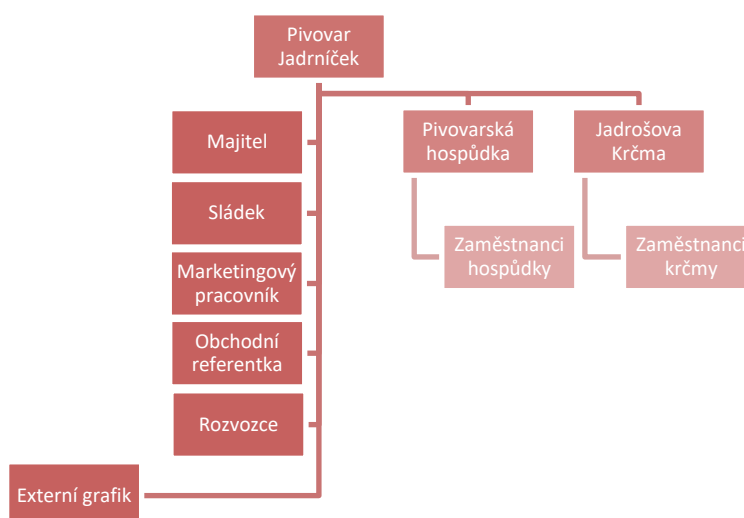 Pivovar
Jadrníček
Majitel
Pivovarská
hospůdka
Jadrošova
Krčma
Sládek
Zaměstnanci
hospůdky
Zaměstnanci
krčmy
Marketingový
pracovník
Obchodní
referentka
Rozvozce
Externí grafik